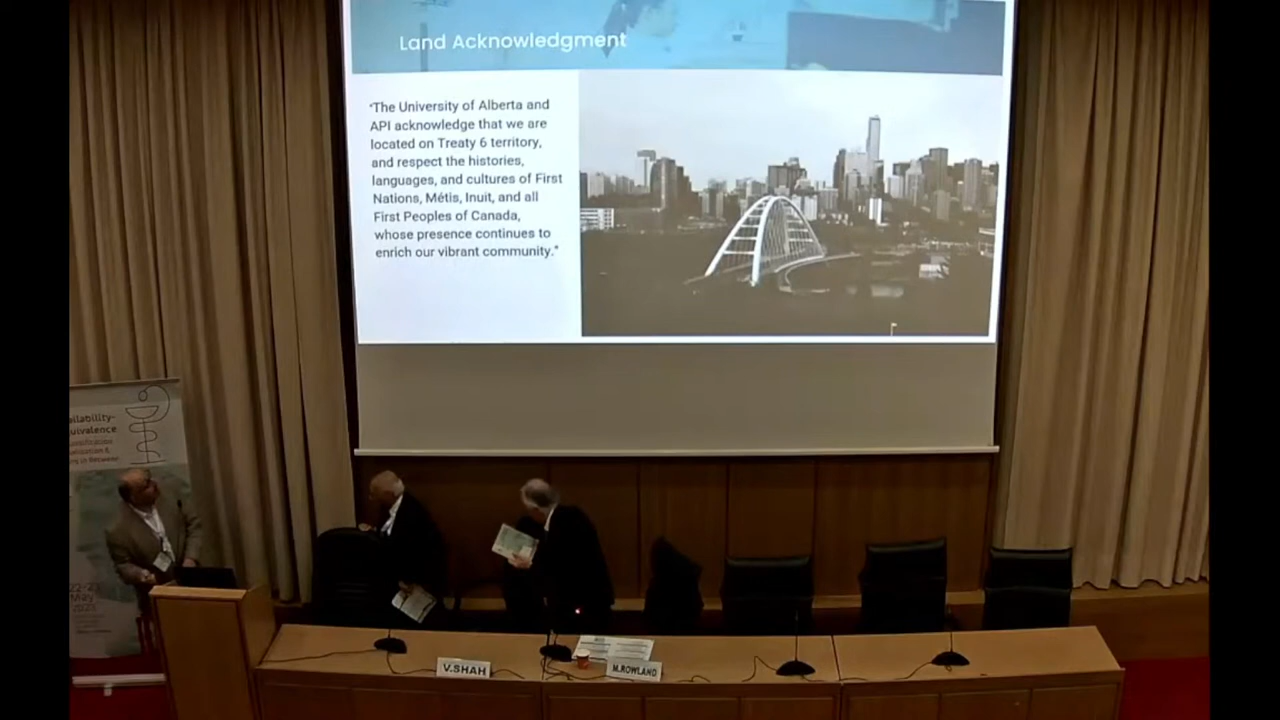 Land Acknowledgment
"The University of Alberta and
API acknowledge that we are
located on Treaty 6 territory,
and respect the histories,
languages, and cultures of First
Nations, Métis, Inuit, and all
First Peoples of Canada,
whose presence continues to
enrich our vibrant community."
May
V.SHAH
M.ROWLAND